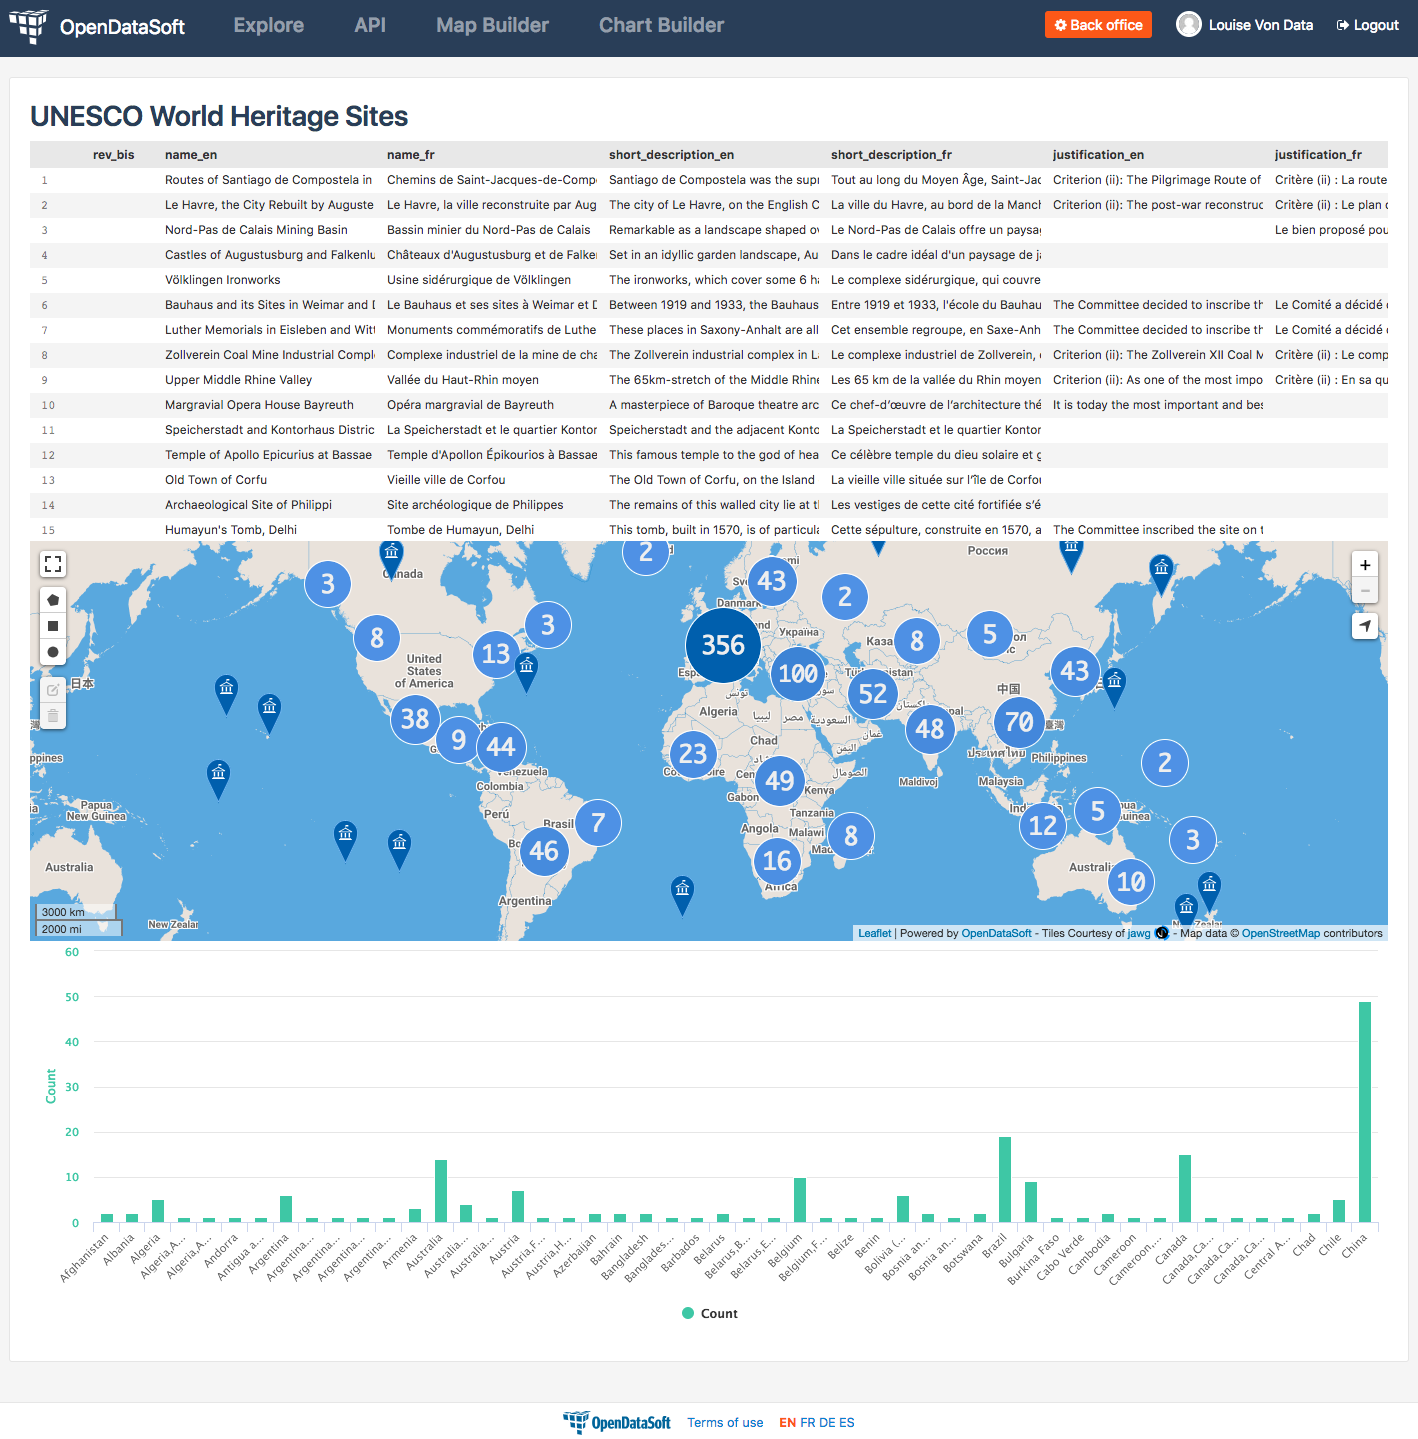 OpenDataSoft Explore API Map Builder Chart Builder Back office Louise Von Data Logout
UNESCO World Heritage Sites
rev_bis name_en name_fr short_description_en short_description_fr justification_en justification_fr
1 Routes of Santiago de Compostela in Chemins de Saint-Jacques-de-Comp Santiago de Compostela was the sup Tout au long du Moyen Âge, Saint-Jac Criterion (ii): The Pilgrimage Route of Critère (ii) : La route
2 Le Havre, the City Rebuilt by Auguste Le Havre, la ville reconstruite par Aug The city of Le Havre, on the English C La ville du Havre, au bord de la Manch Criterion (ii): The post-war reconstruc Critère (ii) : Le plan
3 Nord-Pas de Calais Mining Basin Bassin minier du Nord-Pas de Calais Remarkable as a landscape shaped ov Le Nord-Pas de Calais offre un paysa Le bien proposé pou
4 Castles of Augustusburg and Falkenlu Châteaux d'Augustusburg et de Falke Set in an idyllic garden landscape, Au Dans le cadre idéal d'un paysage de
5 Völklingen Ironworks Usine sidérurgique de Völklingen The ironworks, which cover some 6 h Le complexe sidérurgique, qui couvre
6 Bauhaus and its Sites in Weimar and Le Bauhaus et ses sites à Weimar et Between 1919 and 1933, the Bauhaus Entre 1919 et 1933, l'école du Bauhau The Committee decided to inscribe th Le Comité a décidé
7 Luther Memorials in Eisleben and Wit Monuments commémoratifs de Luthe These places in Saxony-Anhalt are all Cet ensemble regroupe, en Saxe-Anh The Committee decided to inscribe th Le Comité a décidé
8 Zollverein Coal Mine Industrial Compl Complexe industriel de la mine de cha The Zollverein industrial complex in L Le complexe industriel de Zollverein, Criterion (ii): The Zollverein XII Coal M Critère (ii) : Le comp
9 Upper Middle Rhine Valley Vallée du Haut-Rhin moyen The 65km-stretch of the Middle Rhine Les 65 km de la vallée du Rhin moyen Criterion (ii): As one of the most impo Critère (ii) : En sa qu
10 Margravial Opera House Bayreuth Opéra margravial de Bayreuth A masterpiece of Baroque theatre arc Ce chef-d'œuvre de l'architecture thé It is today the most important and bes
11 Speicherstadt and Kontorhaus Distric La Speicherstadt et le quartier Kontor Speicherstadt and the adjacent Konto La Speicherstadt et le quartier Kontor
12 Temple of Apollo Epicurius at Bassae Temple d'Apollon Épikourios à Bassae This famous temple to the god of hea Ce célèbre temple du dieu solaire et g
13 Old Town of Corfu Vieille ville de Corfou The Old Town of Corfu, on the Island La vieille ville située sur l'île de Corfou
14 Archaeological Site of Philippi Site archéologique de Philippes The remains of this walled city lie at t Les vestiges de cette cité fortifiée s'é
15 Humayun's Tomb, Delhi Tombe de Humayun, Delhi This tomb, built in 1570, is of particula Cette sépulture, construite en 1570, a The Committee inscribed the site on t
2 Россия
Canada
3 43 2
Danmark
3 Україна
8 13 356 8 5
United States of America
日本 100 52 43
Algeria 中国
38 9 44 48 70
23 Chad ประเทศไทย Philippines 2
Venezuela Colombia Maldivoj Malaysia
49 Gabon Kenya
Papua New Guinea Perú Brasil 7 Tanzania 5
Angola Malawi 8 12 3
46 16
Australia 10
Argentina
New Zealan
+
−
3000 km
2000 mi
Leaflet | Powered by OpenDataSoft - Tiles Courtesy of jawg - Map data © OpenStreetMap contributors
60
50
40
30
20
10
0
Count
Afghanistan
Albania
Algeria
Algeria,A...
Algeria,A...
Andorra
Antigua a...
Argentina
Argentina...
Argentina...
Argentina...
Argentina...
Armenia
Australia
Australia...
Australia...
Austria
Austria,F...
Austria,H...
Azerbaijan
Bahrain
Bangladesh
Banglades...
Barbados
Belarus
Belarus,B...
Belarus,E...
Belgium
Belgium,F...
Belize
Benin
Bolivia (...
Bosnia an...
Bosnia an...
Botswana
Brazil
Bulgaria
Burkina Faso
Cabo Verde
Cambodia
Cameroon
Cameroon,...
Canada
Canada,Ca...
Canada,Ca...
Canada,Ca...
Central A...
Chad
Chile
China
Count
OpenDataSoft Terms of use EN FR DE ES